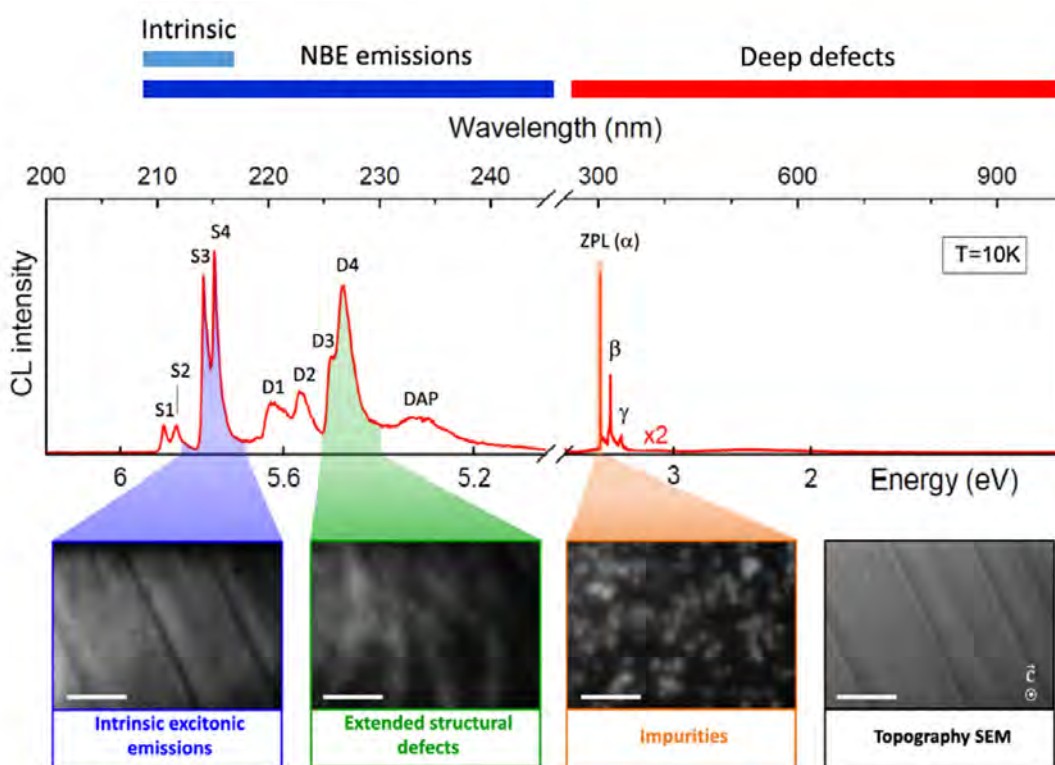 Intrinsic
NBE emissions
Deep defects
Wavelength (nm)
200 210 220 230 240 300 600 900
CL intensity
S1
S2
S3
S4
D1
D2
D3
D4
DAP
ZPL (α)
β
γ
x2
T=10K
6 5.6 5.2 3 2
Energy (eV)
c
Intrinsic excitonic
emissions
Extended structural
defects
Impurities
Topography SEM